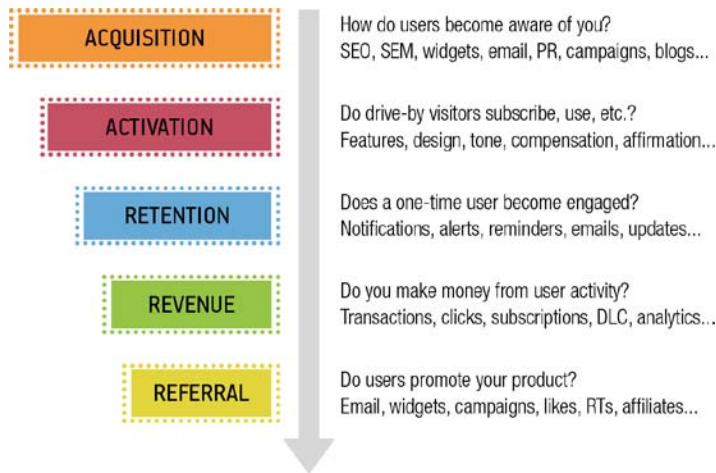 ACQUISITION
How do users become aware of you?
SEO, SEM, widgets, email, PR, campaigns, blogs...
ACTIVATION
Do drive-by visitors subscribe, use, etc.?
Features, design, tone, compensation, affirmation...
RETENTION
Does a one-time user become engaged?
Notifications, alerts, reminders, emails, updates...
REVENUE
Do you make money from user activity?
Transactions, clicks, subscriptions, DLC, analytics...
REFERRAL
Do users promote your product?
Email, widgets, campaigns, likes, RTs, affiliates...